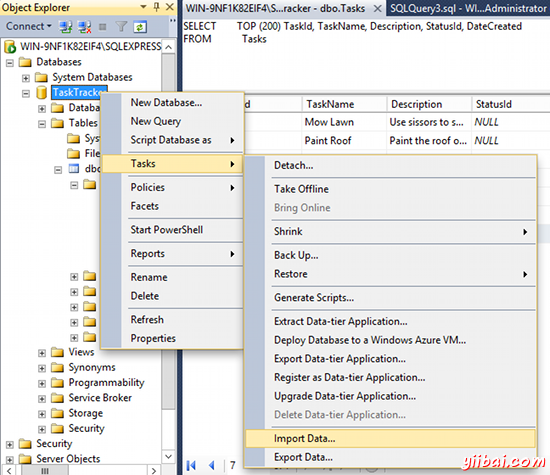 Object Explorer
Connect
WIN-9NF1K82EIF4\SQLEXPRESS
Databases
System Databases
TaskTracker
Databa
Tables
Sys
File
dbo
Views
Synonyms
Programmability
Service Broker
Storage
Security
Security
Server Objects
New Database...
New Query
Script Database as
Tasks
Policies
Facets
Start PowerShell
Reports
Rename
Delete
Refresh
Properties
WIN-9NF1K82EIF4\S...racker - dbo.Tasks
SQLQuery3.sql - WI...Administrator
SELECT TOP (200) TaskId, TaskName, Description, StatusId, DateCreated
FROM Tasks
d TaskName Description StatusId
Mow Lawn Use sissors to s... NULL
Paint Roof Paint the roof o... NULL
Detach...
Take Offline
Bring Online
Shrink
Back Up...
Restore
Generate Scripts...
Extract Data-tier Application...
Deploy Database to a Windows Azure VM...
Export Data-tier Application...
Register as Data-tier Application...
Upgrade Data-tier Application...
Delete Data-tier Application...
Import Data...
Export Data...
7
yiibai.com